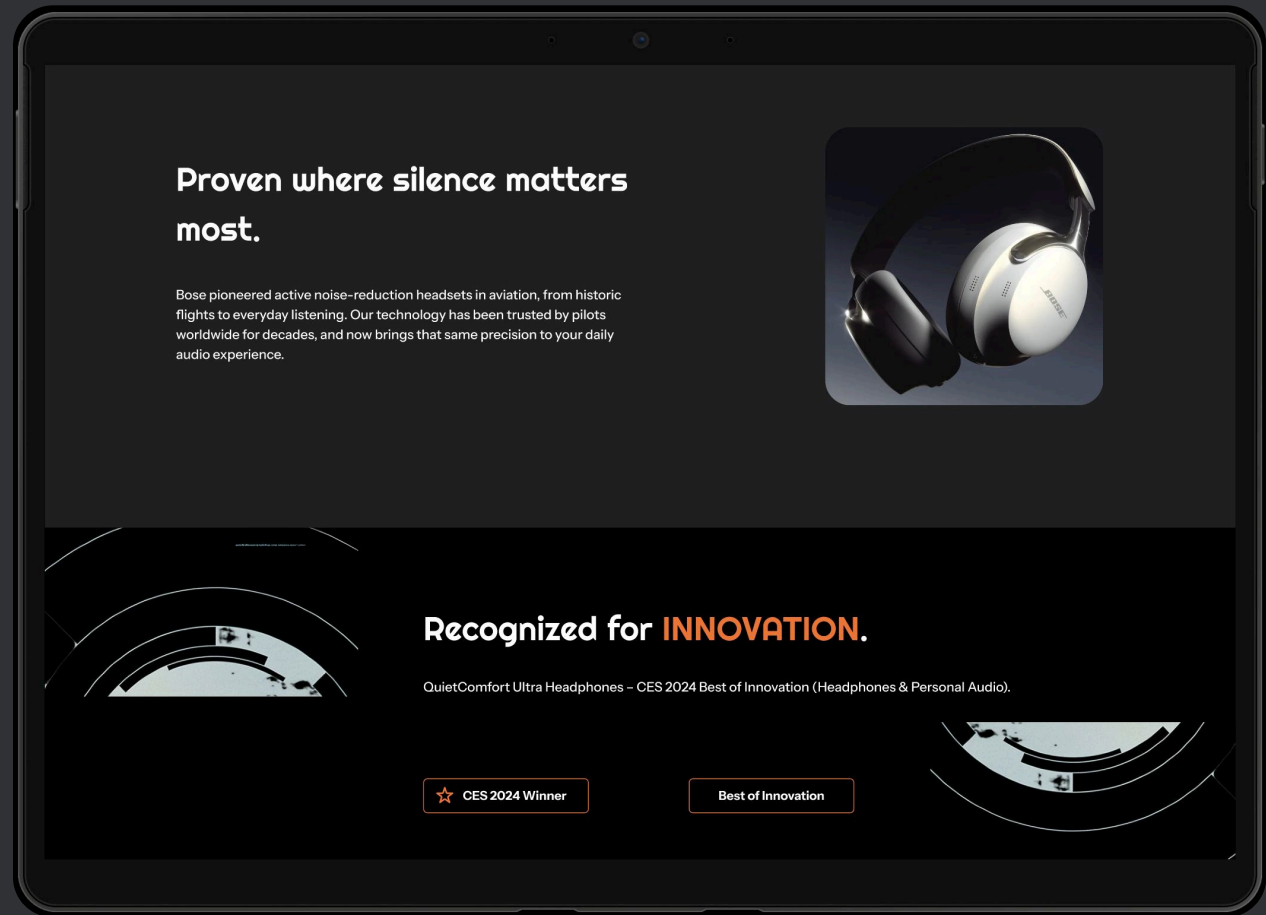 Proven where silence matters
most.
Bose pioneered active noise-reduction headsets in aviation, from historic
flights to everyday listening. Our technology has been trusted by pilots
worldwide for decades, and now brings that same precision to your daily
audio experience.
BOSE
Recognized for INNOVATION.
QuietComfort Ultra Headphones – CES 2024 Best of Innovation (Headphones & Personal Audio).
CES 2024 Winner
Best of Innovation